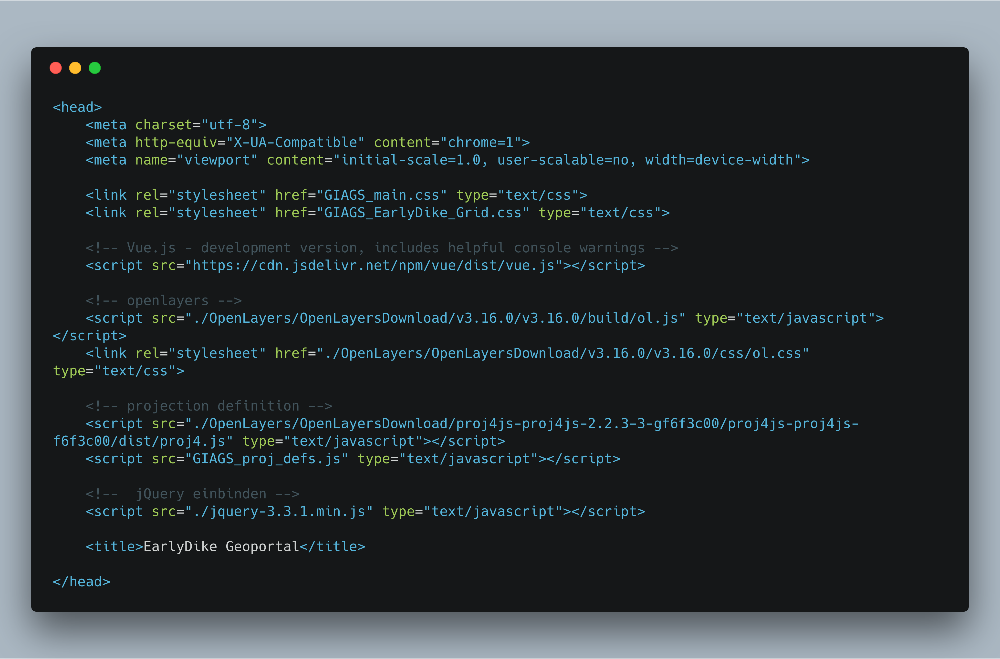 <head>
    <meta charset="utf-8">
    <meta http-equiv="X-UA-Compatible" content="chrome=1">
    <meta name="viewport" content="initial-scale=1.0, user-scalable=no, width=device-width">

    <link rel="stylesheet" href="GIAGS_main.css" type="text/css">
    <link rel="stylesheet" href="GIAGS_EarlyDike_Grid.css" type="text/css">

    <!-- Vue.js - development version, includes helpful console warnings -->
    <script src="https://cdn.jsdelivr.net/npm/vue/dist/vue.js"></script>

    <!-- openlayers -->
    <script src="./OpenLayers/OpenLayersDownload/v3.16.0/v3.16.0/build/ol.js" type="text/javascript">
</script>
    <link rel="stylesheet" href="./OpenLayers/OpenLayersDownload/v3.16.0/v3.16.0/css/ol.css"
type="text/css">

    <!-- projection definition -->
    <script src="./OpenLayers/OpenLayersDownload/proj4js-proj4js-2.2.3-3-gf6f3c00/proj4js-proj4js-
f6f3c00/dist/proj4.js" type="text/javascript"></script>
    <script src="GIAGS_proj_defs.js" type="text/javascript"></script>

    <!--  jQuery einbinden -->
    <script src="./jquery-3.3.1.min.js" type="text/javascript"></script>

    <title>EarlyDike Geoportal</title>

</head>